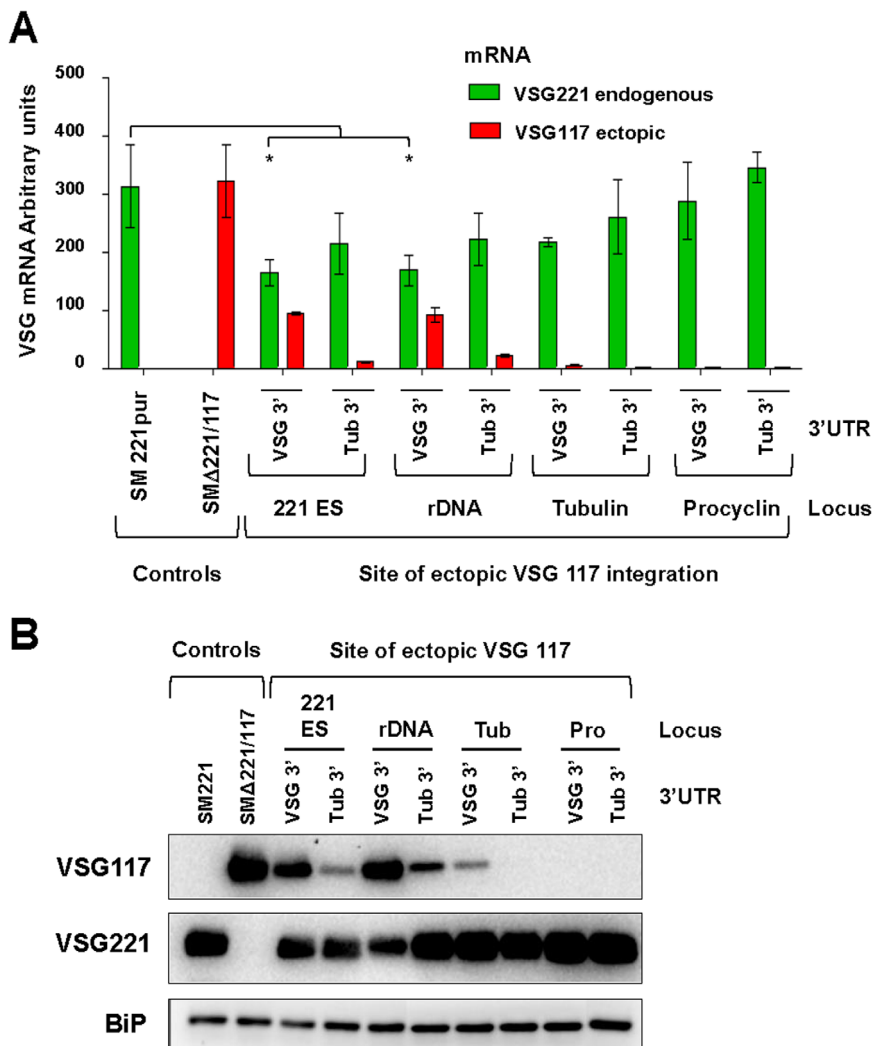 A
mRNA
VSG221 endogenous
VSG117 ectopic
VSG mRNA Arbitrary units
500
400
300
200
100
0
* *
SM 221pur
SMΔ221/117
VSG 3' Tub 3' VSG 3' Tub 3' VSG 3' Tub 3' VSG 3' Tub 3' 3'UTR
221 ES rDNA Tubulin Procyclin Locus
Controls Site of ectopic VSG 117 integration
B
Controls Site of ectopic VSG 117
221 ES rDNA Tub Pro Locus
SM221 SMΔ221/117 VSG 3' Tub 3' VSG 3' Tub 3' VSG 3' Tub 3' VSG 3' Tub 3' 3'UTR
VSG117
VSG221
BiP